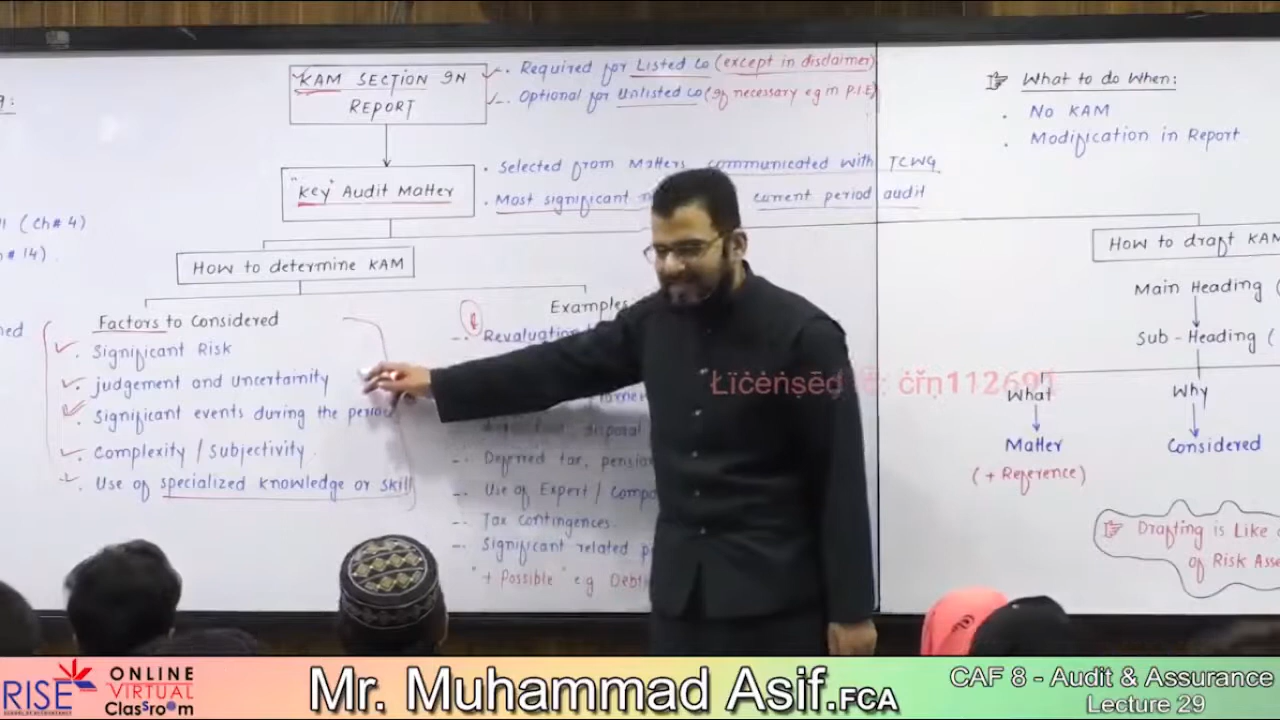 g:
KAM SECTION IN
REPORT
Required for Listed Co (except in disclaimer)
Optional for Unlisted Co (If necessary eg in P.I.E)
"Key" Audit Matter
Selected from Matters communicated with TCWG
Most significant current period audit
What to do When:
No KAM
Modification in Report
(Ch# 4)
# 14)
How to determine KAM
How to draft KAM
Factors to Considered
Significant Risk
judgement and uncertainity
Significant events during the period
Complexity / Subjectivity
Use of specialized knowledge or skill
Examples
Revaluation
disposal
Deferred tax, pension
Use of Expert /
Tax contingences.
Significant related
"+ Possible" eg Debt
Main Heading (
Sub-Heading (
What
Why
Matter
Considered
(+ Reference)
Drafting is Like
of Risk Asse
Łïċėṅṣēḍ
ċřṇ112691
RISE
ONLINE
VIRTUAL
Classroom
Mr. Muhammad Asif.FCA
CAF 8 - Audit & Assurance
Lecture 29